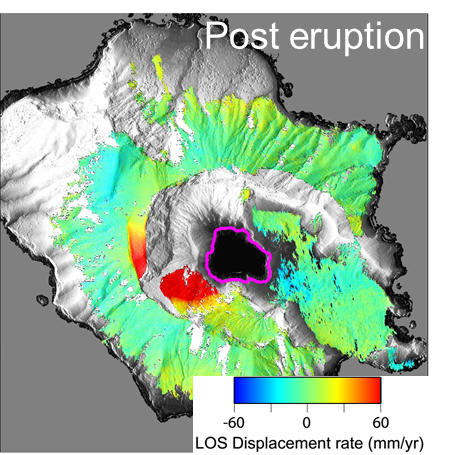 Post eruption
-60 0 60
LOS Displacement rate (mm/yr)